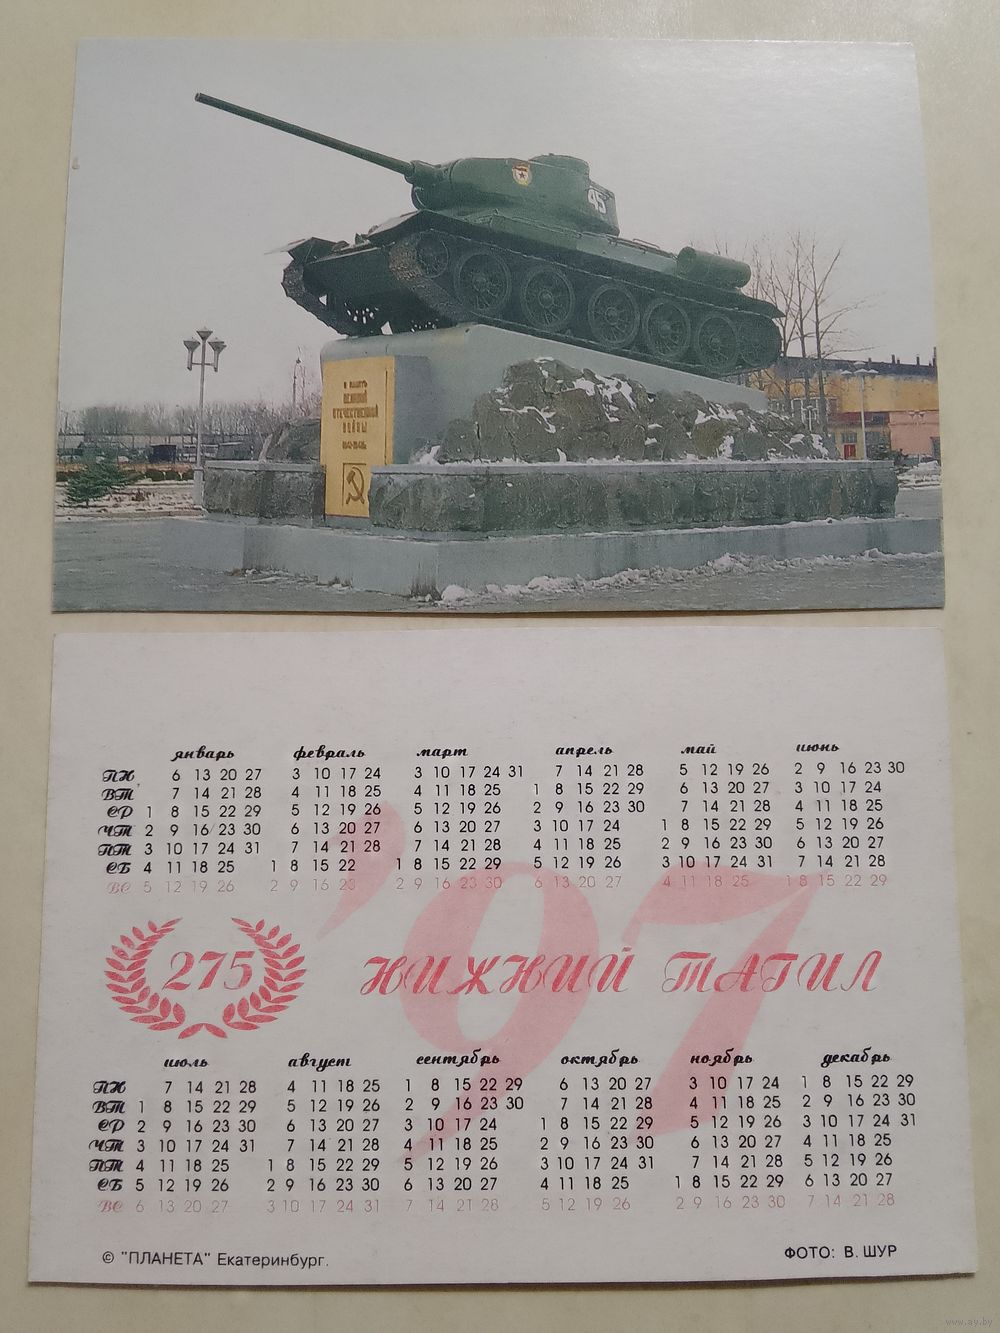 45
В ПАМЯТЬ
ВЕЛИКОЙ
ОТЕЧЕСТВЕННОЙ
ВОЙНЫ
январь февраль март апрель май июнь
ПН 6 13 20 27 3 10 17 24 3 10 17 24 31 7 14 21 28 5 12 19 26 2 9 16 23 30
ВТ 7 14 21 28 4 11 18 25 4 11 18 25 1 8 15 22 29 6 13 20 27 3 10 17 24
СР 1 8 15 22 29 5 12 19 26 5 12 19 26 2 9 16 23 30 7 14 21 28 4 11 18 25
ЧТ 2 9 16 23 30 6 13 20 27 6 13 20 27 3 10 17 24 1 8 15 22 29 5 12 19 26
ПТ 3 10 17 24 31 7 14 21 28 7 14 21 28 4 11 18 25 2 9 16 23 30 6 13 20 27
СБ 4 11 18 25 1 8 15 22 1 8 15 22 29 5 12 19 26 3 10 17 24 31 7 14 21 28
ВС 5 12 19 26 2 9 16 23 2 9 16 23 30 6 13 20 27 4 11 18 25 1 8 15 22 29
'97
275 НИЖНИЙ ТАГИЛ
июль август сентябрь октябрь ноябрь декабрь
ПН 7 14 21 28 4 11 18 25 1 8 15 22 29 6 13 20 27 3 10 17 24 1 8 15 22 29
ВТ 1 8 15 22 29 5 12 19 26 2 9 16 23 30 7 14 21 28 4 11 18 25 2 9 16 23 30
СР 2 9 16 23 30 6 13 20 27 3 10 17 24 1 8 15 22 29 5 12 19 26 3 10 17 24 31
ЧТ 3 10 17 24 31 7 14 21 28 4 11 18 25 2 9 16 23 30 6 13 20 27 4 11 18 25
ПТ 4 11 18 25 1 8 15 22 29 5 12 19 26 3 10 17 24 31 7 14 21 28 5 12 19 26
СБ 5 12 19 26 2 9 16 23 30 6 13 20 27 4 11 18 25 1 8 15 22 29 6 13 20 27
ВС 6 13 20 27 3 10 17 24 31 7 14 21 28 5 12 19 26 2 9 16 23 30 7 14 21 28
© "ПЛАНЕТА" Екатеринбург. ФОТО: В. ШУР
www.ay.by